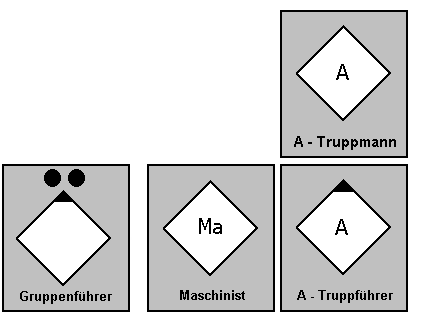 A
A - Truppmann
Gruppenführer
Ma
Maschinist
A
A - Truppführer